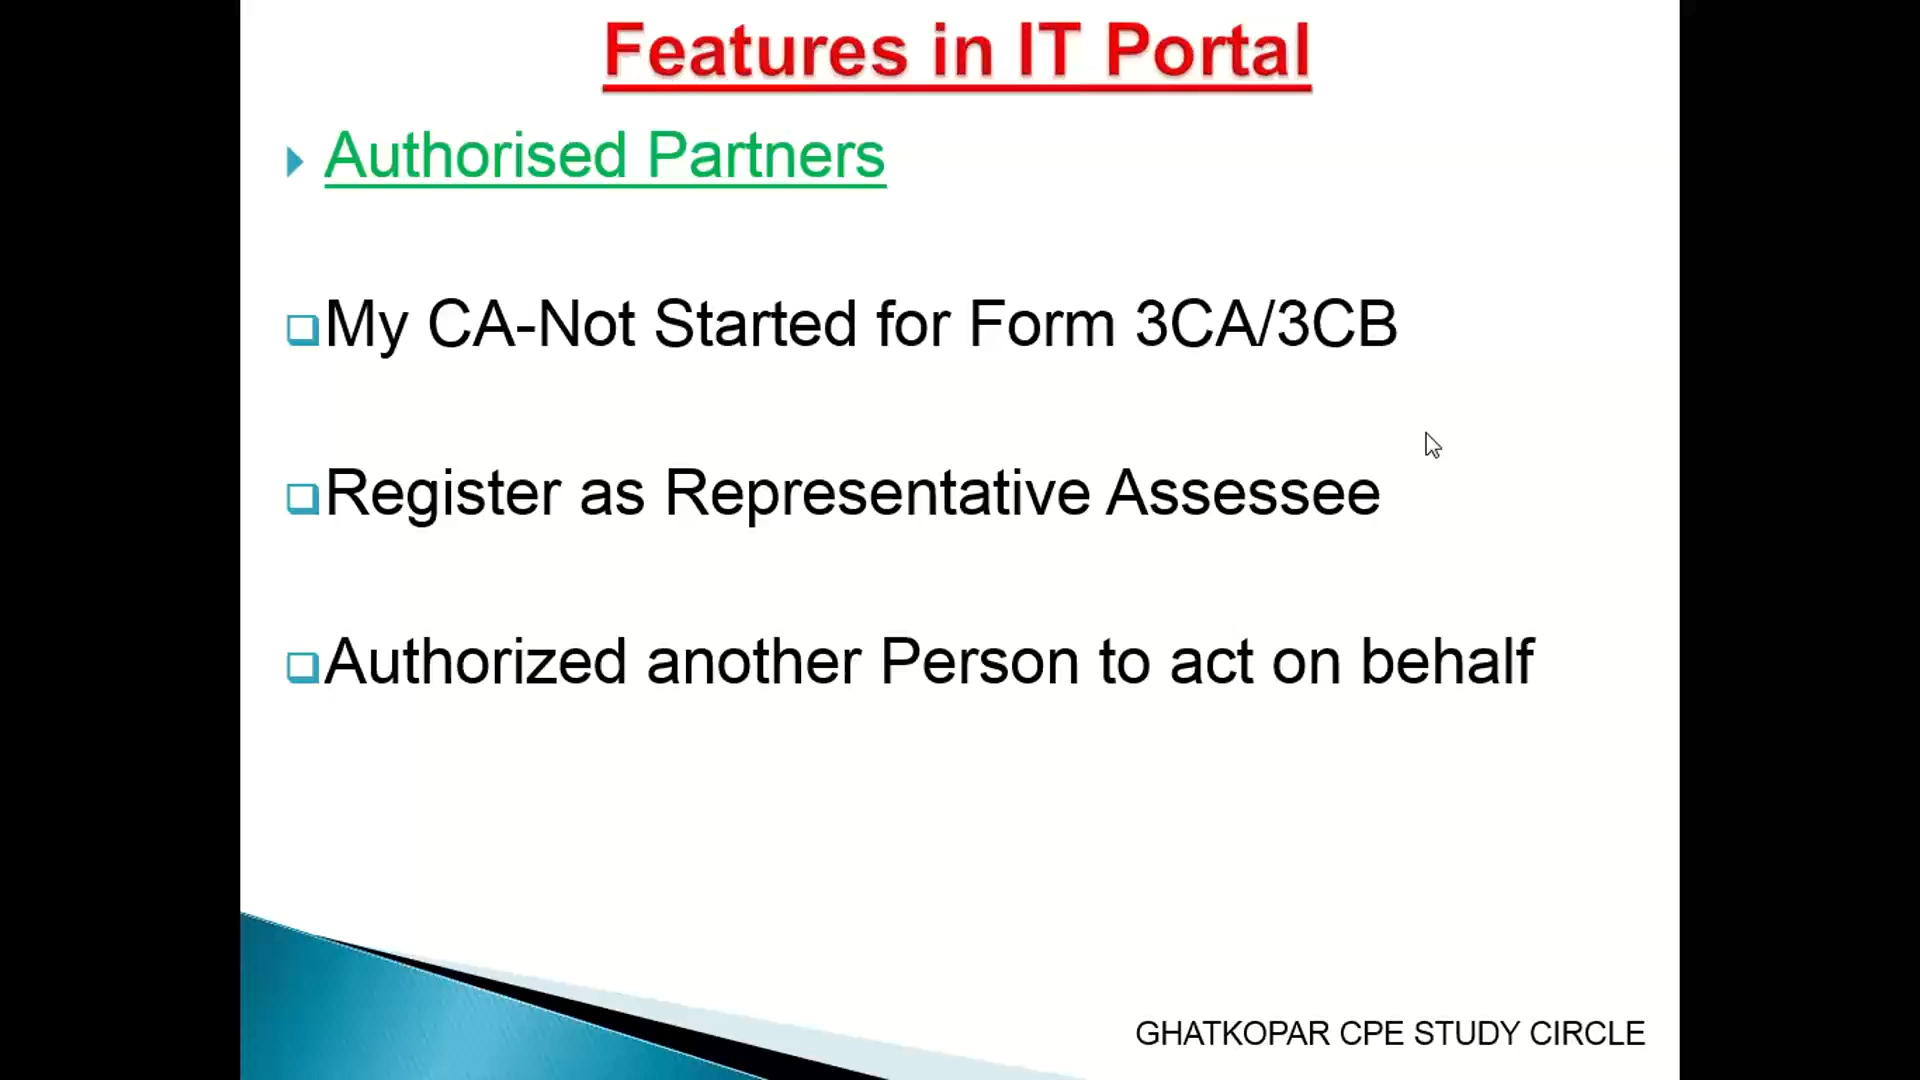 Features in IT Portal
Authorised Partners
My CA-Not Started for Form 3CA/3CB
Register as Representative Assessee
Authorized another Person to act on behalf
GHATKOPAR CPE STUDY CIRCLE